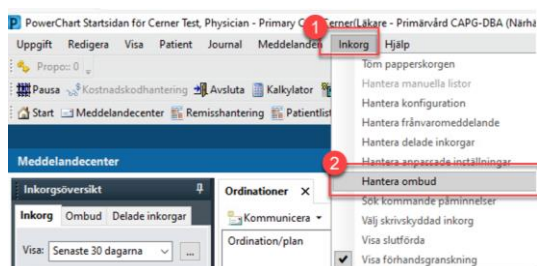 PowerChart Startsidan för Cerner Test, Physician - Primary C Cerner(Läkare - Primärvård CAPG-DBA (Närhä
1
Uppgift Redigera Visa Patient Journal Meddelanden Inkorg Hjälp
Propo:: 0
Töm papperskorgen
Pausa Kostnadskodhantering Avsluta Kalkylator
Hantera manuella listor
Hantera konfiguration
Start Meddelandecenter Remisshantering Patientlist
Hantera frånvaromeddelande
Hantera delade inkorgar
2
Meddelandecenter
Hantera anpassade inställningar
Inkorgsöversikt
Ordinationer X
Hantera ombud
Sök kommande påminnelser
Inkorg Ombud Delade inkorgar
Kommunicera
Välj skrivskyddad inkorg
Visa: Senaste 30 dagarna ...
Ordination/plan
Visa slutförda
Visa förhandsgranskning